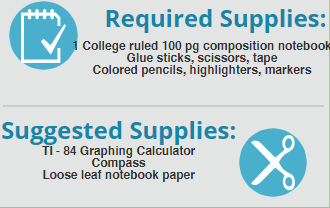 Required Supplies:
1 College ruled 100 pg composition notebook
Glue sticks, scissors, tape
Colored pencils, highlighters, markers
Suggested Supplies:
TI - 84 Graphing Calculator
Compass
Loose leaf notebook paper